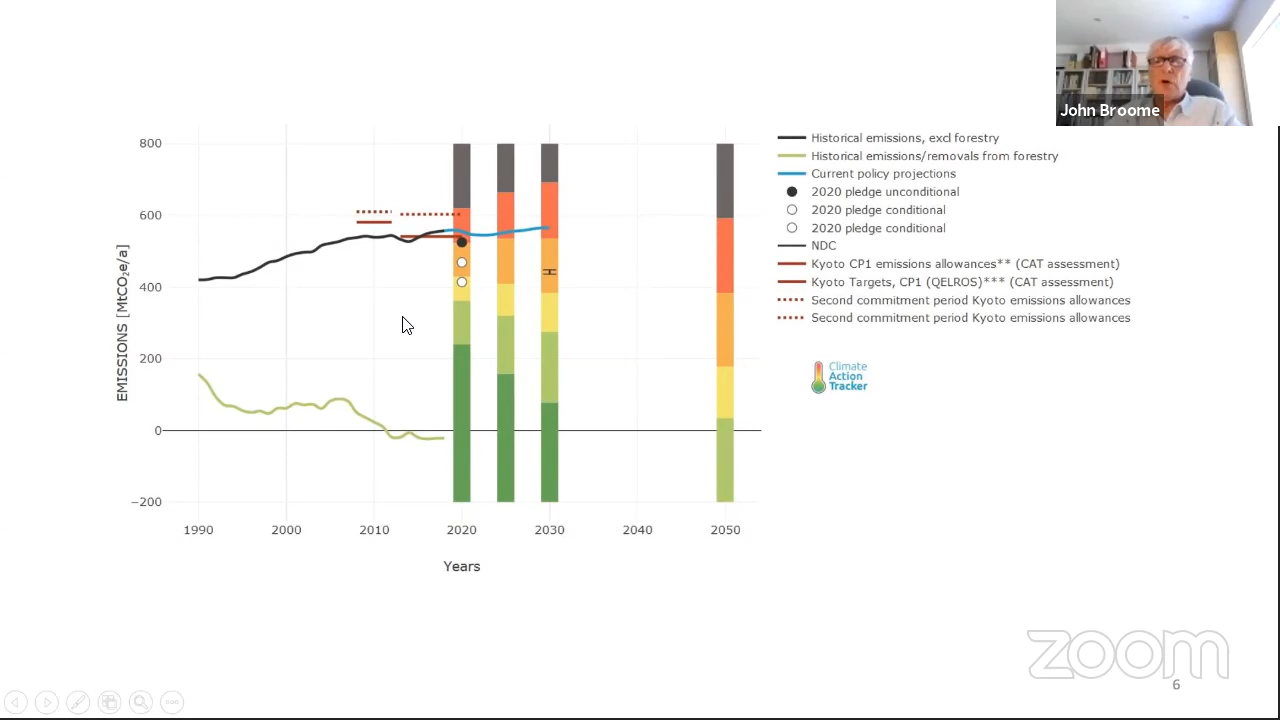 John Broome
800
600
400
200
0
−200
EMISSIONS [MtCO₂e/a]
1990 2000 2010 2020 2030 2040 2050
Years
Historical emissions, excl forestry
Historical emissions/removals from forestry
Current policy projections
2020 pledge unconditional
2020 pledge conditional
2020 pledge conditional
NDC
Kyoto CP1 emissions allowances** (CAT assessment)
Kyoto Targets, CP1 (QELROS)*** (CAT assessment)
Second commitment period Kyoto emissions allowances
Second commitment period Kyoto emissions allowances
Climate
Action
Tracker
zoom
6